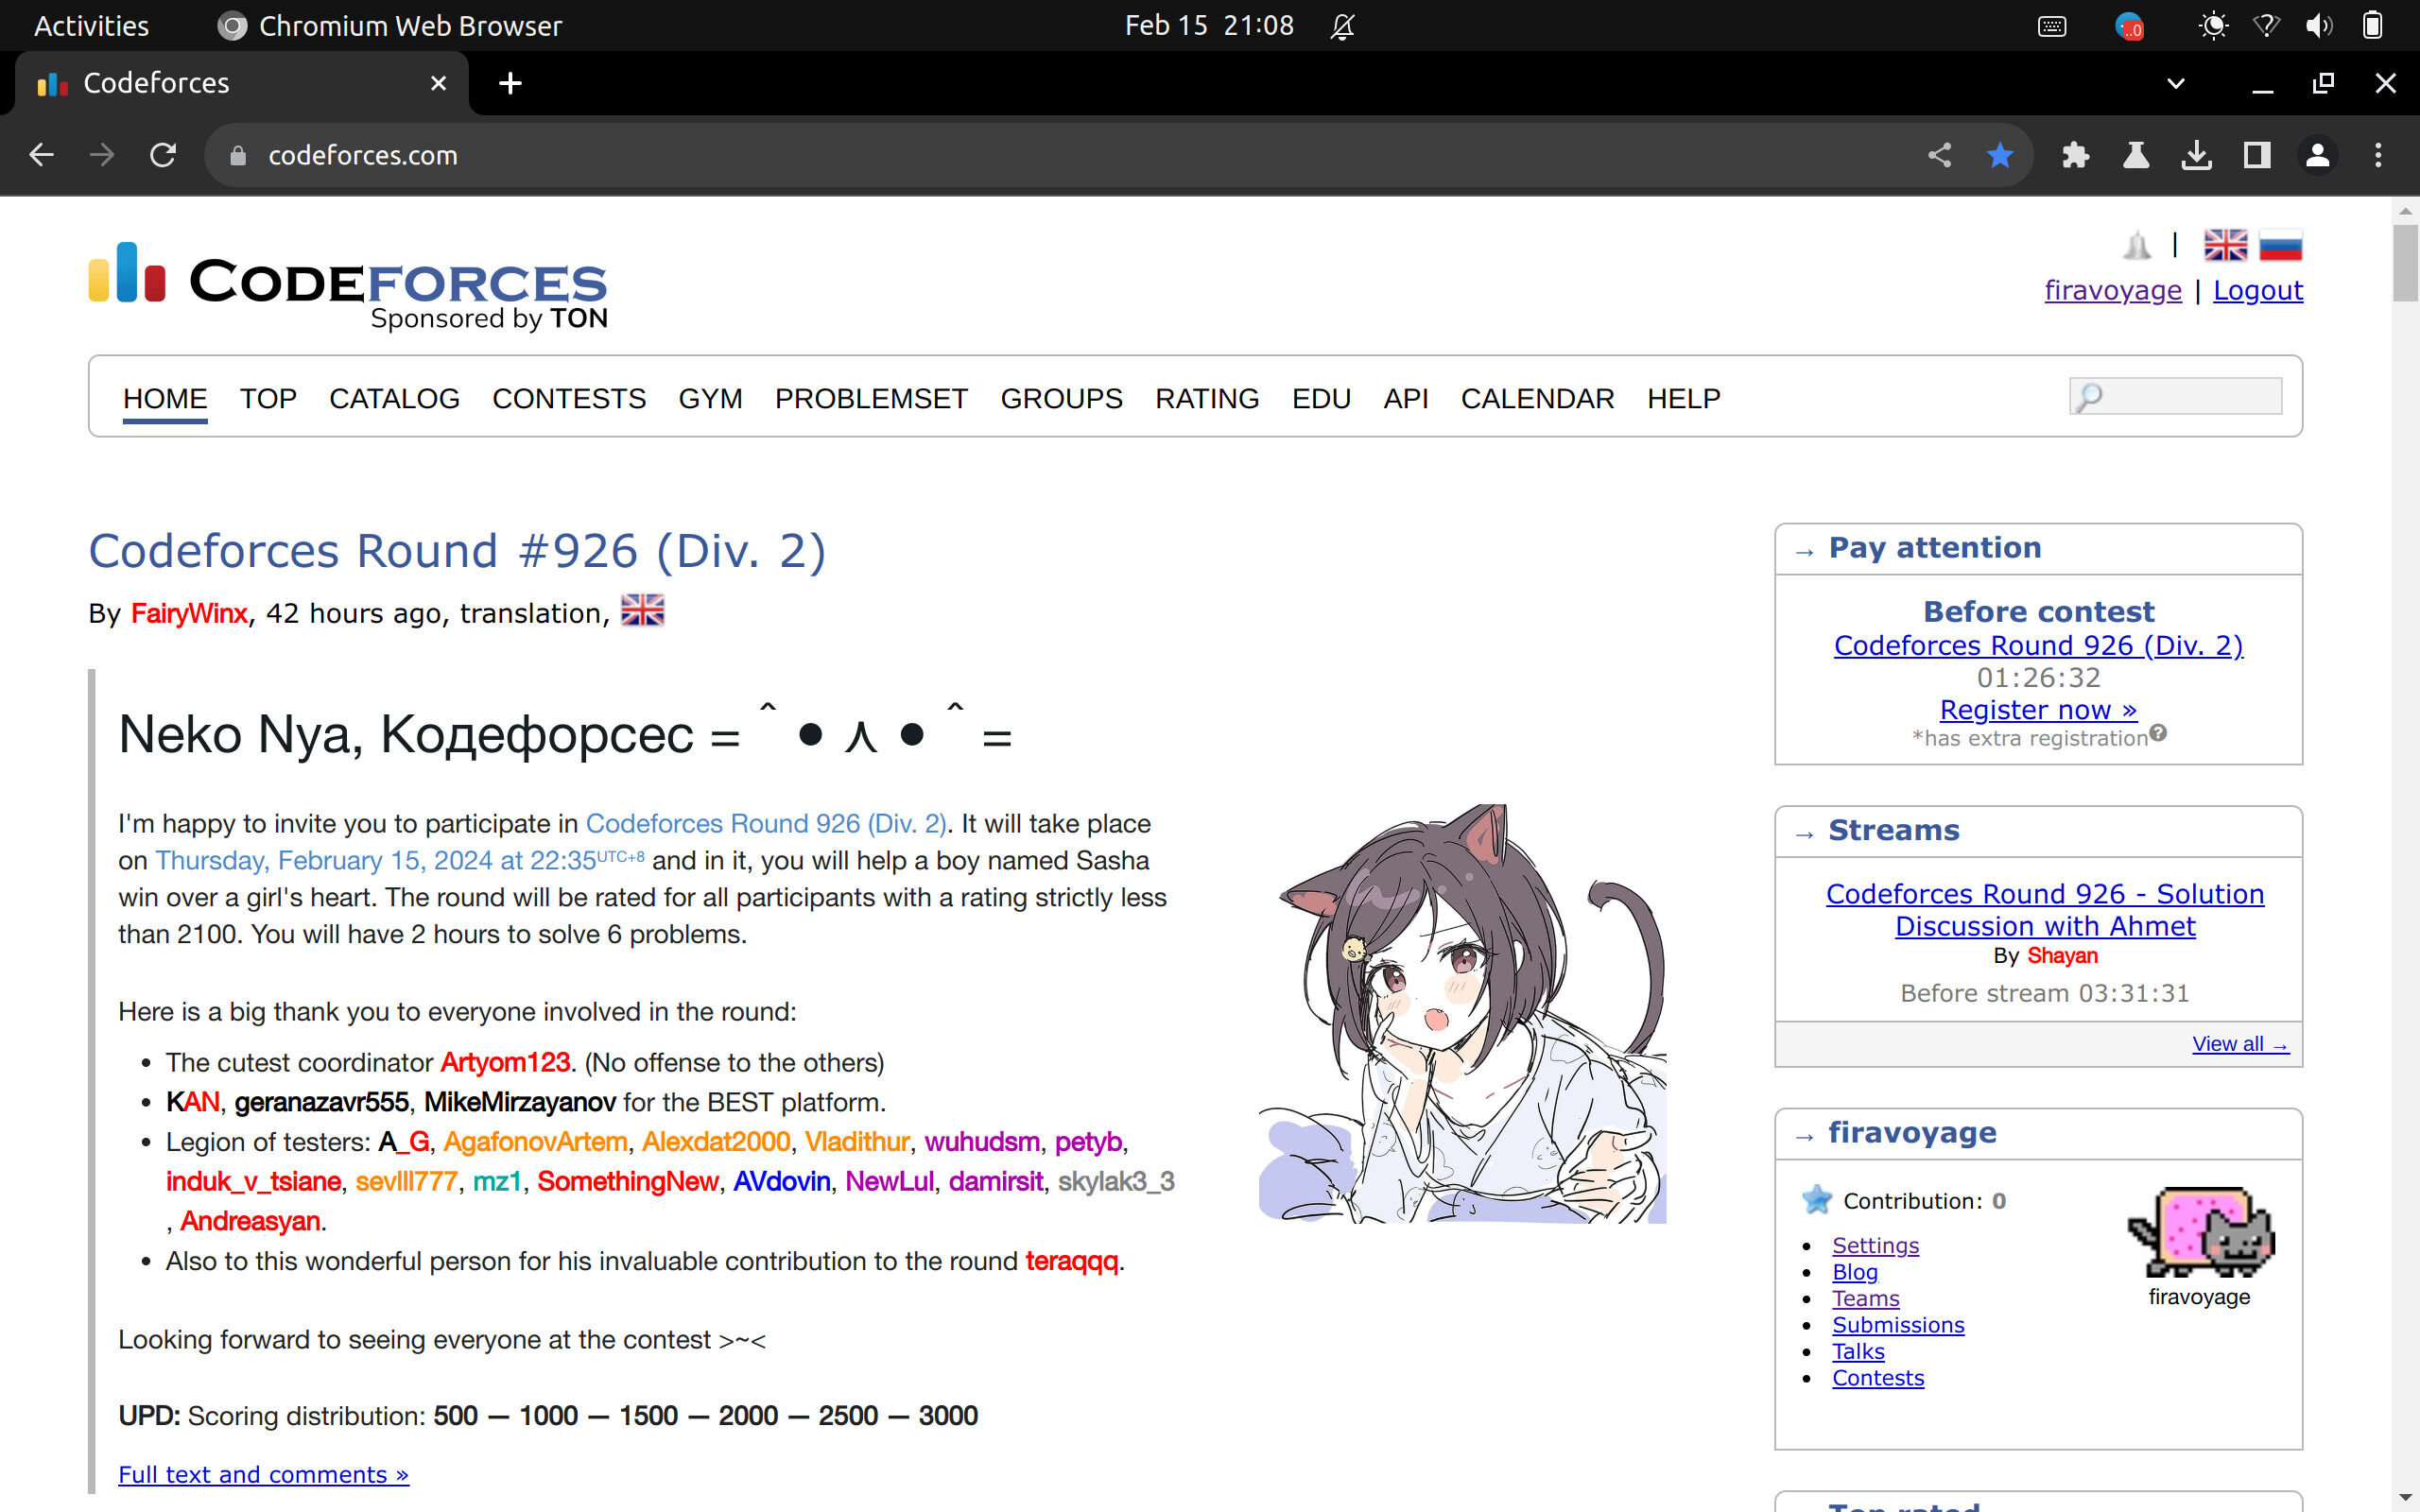 Activities Chromium Web Browser Feb 15 21:08
Codeforces
codeforces.com
CODEFORCES
Sponsored by TON
|
firavoyage | Logout
HOME TOP CATALOG CONTESTS GYM PROBLEMSET GROUPS RATING EDU API CALENDAR HELP
Codeforces Round #926 (Div. 2)
By FairyWinx, 42 hours ago, translation,
Neko Nya, Кодефорсес = ＾● ⋏ ●＾ =
I'm happy to invite you to participate in Codeforces Round 926 (Div. 2). It will take place
on Thursday, February 15, 2024 at 22:35UTC+8 and in it, you will help a boy named Sasha
win over a girl's heart. The round will be rated for all participants with a rating strictly less
than 2100. You will have 2 hours to solve 6 problems.
Here is a big thank you to everyone involved in the round:
• The cutest coordinator Artyom123. (No offense to the others)
• KAN, geranazavr555, MikeMirzayanov for the BEST platform.
• Legion of testers: A_G, AgafonovArtem, Alexdat2000, Vladithur, wuhudsm, petyb,
induk_v_tsiane, sevlll777, mz1, SomethingNew, AVdovin, NewLul, damirsit, skylak3_3
, Andreasyan.
• Also to this wonderful person for his invaluable contribution to the round teraqqq.
Looking forward to seeing everyone at the contest >~<
UPD: Scoring distribution: 500 — 1000 — 1500 — 2000 — 2500 — 3000
Full text and comments »
→ Pay attention
Before contest
Codeforces Round 926 (Div. 2)
01:26:32
Register now »
*has extra registration?
→ Streams
Codeforces Round 926 - Solution
Discussion with Ahmet
By Shayan
Before stream 03:31:31
View all →
→ firavoyage
Contribution: 0
• Settings
• Blog
• Teams
• Submissions
• Talks
• Contests
firavoyage
Top rated